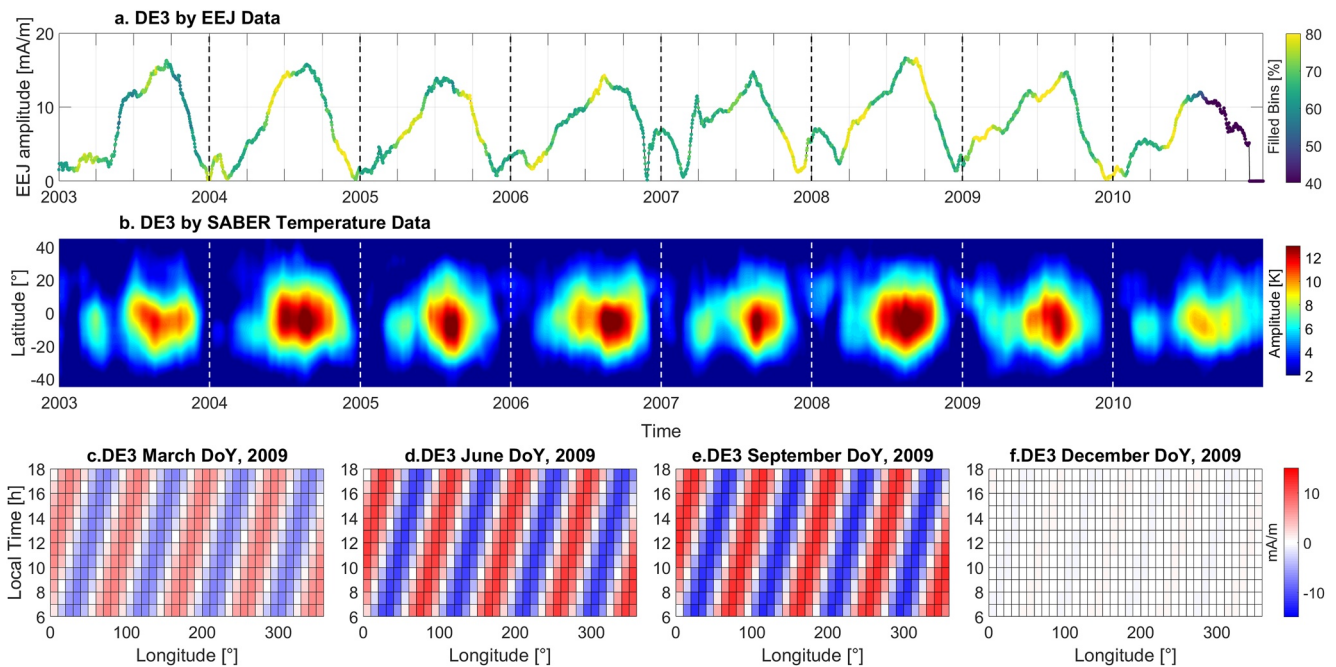 a. DE3 by EEJ Data
EEJ amplitude [mA/m]
20
10
0
2003 2004 2005 2006 2007 2008 2009 2010
Filled Bins [%]
80
70
60
50
40
b. DE3 by SABER Temperature Data
Latitude [°]
40
20
0
-20
-40
2003 2004 2005 2006 2007 2008 2009 2010
Time
Amplitude [K]
12
10
8
6
4
2
c.DE3 March DoY, 2009
Local Time [h]
18
16
14
12
10
8
6
0 100 200 300
Longitude [°]
d.DE3 June DoY, 2009
18
16
14
12
10
8
6
0 100 200 300
Longitude [°]
e.DE3 September DoY, 2009
18
16
14
12
10
8
6
0 100 200 300
Longitude [°]
f.DE3 December DoY, 2009
18
16
14
12
10
8
6
0 100 200 300
Longitude [°]
10
0
-10
mA/m